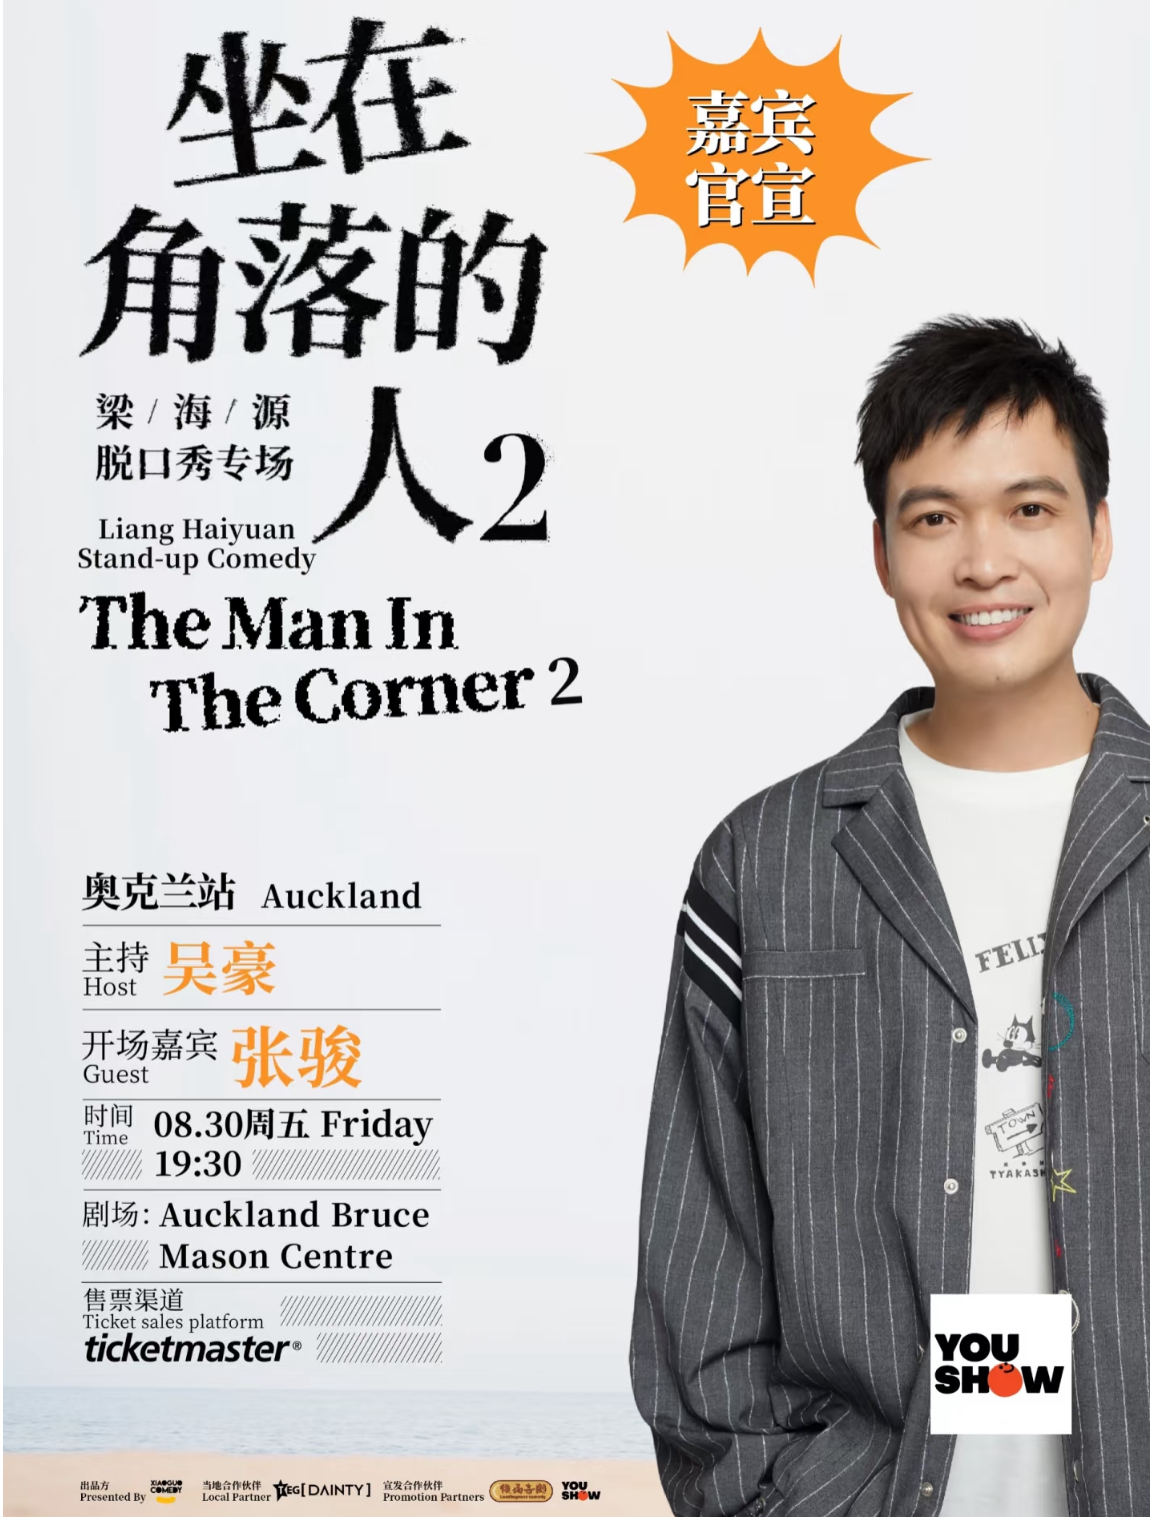 坐在
角落的
人2
嘉宾
官宣
梁/海/源
脱口秀专场
Liang Haiyuan
Stand-up Comedy
The Man In
The Corner 2
奥克兰站 Auckland
主持 吴豪
Host
开场嘉宾 张骏
Guest
时间 08.30周五 Friday
Time
19:30
剧场: Auckland Bruce
Mason Centre
售票渠道
Ticket sales platform
ticketmaster®
FELIX
TOWN
YOU
SHOW
出品方
Presented By
XIAOGUO
COMEDY
当地合作伙伴
Local Partner
TEG[DAINTY]
宣发合作伙伴
Promotion Partners
YOU
SHOW